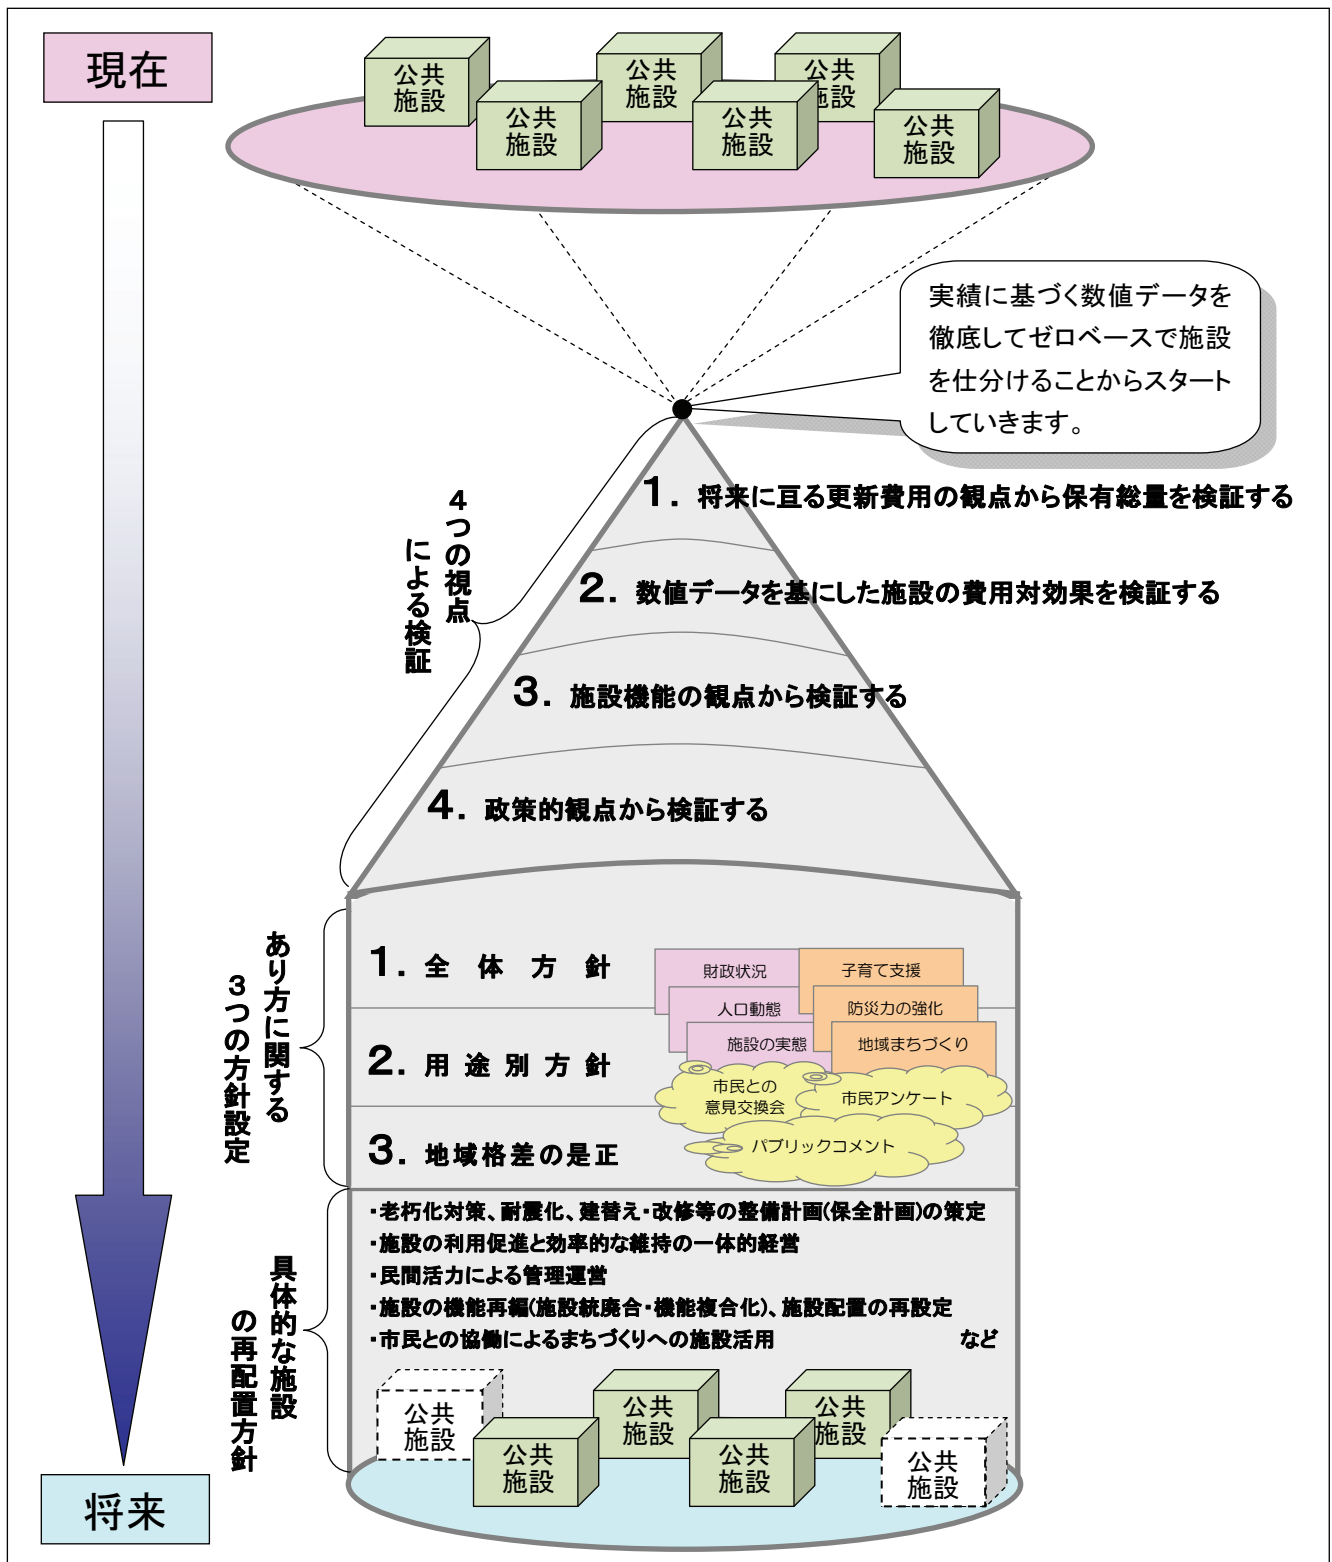 現在
公共
施設
公共
施設
公共
施設
公共
施設
公共
施設
公共
施設
実績に基づく数値データを
徹底してゼロベースで施設
を仕分けることからスタート
していきます。
4つの視点
による検証
1. 将来に亘る更新費用の観点から保有総量を検証する
2. 数値データを基にした施設の費用対効果を検証する
3. 施設機能の観点から検証する
4. 政策的観点から検証する
あり方に関する
3つの方針設定
1. 全体方針
2. 用途別方針
3. 地域格差の是正
財政状況
人口動態
施設の実態
子育て支援
防災力の強化
地域まちづくり
市民との
意見交換会
市民アンケート
パブリックコメント
具体的な施設
の再配置方針
・老朽化対策、耐震化、建替え・改修等の整備計画(保全計画)の策定
・施設の利用促進と効率的な維持の一体的経営
・民間活力による管理運営
・施設の機能再編(施設統廃合・機能複合化)、施設配置の再設定
・市民との協働によるまちづくりへの施設活用 など
公共
施設
公共
施設
公共
施設
公共
施設
公共
施設
公共
施設
将来